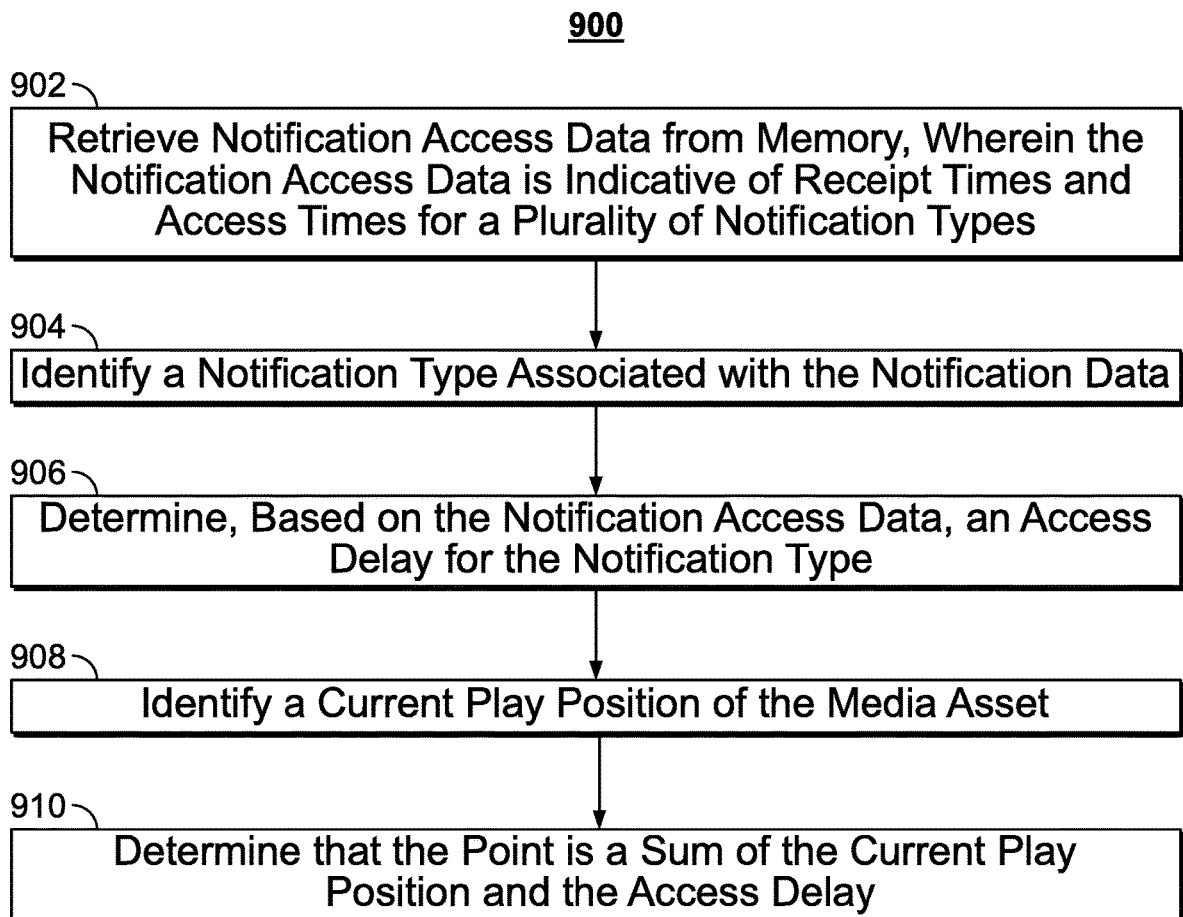 900
902
Retrieve Notification Access Data from Memory, Wherein the
Notification Access Data is Indicative of Receipt Times and
Access Times for a Plurality of Notification Types
904
Identify a Notification Type Associated with the Notification Data
906
Determine, Based on the Notification Access Data, an Access
Delay for the Notification Type
908
Identify a Current Play Position of the Media Asset
910
Determine that the Point is a Sum of the Current Play
Position and the Access Delay